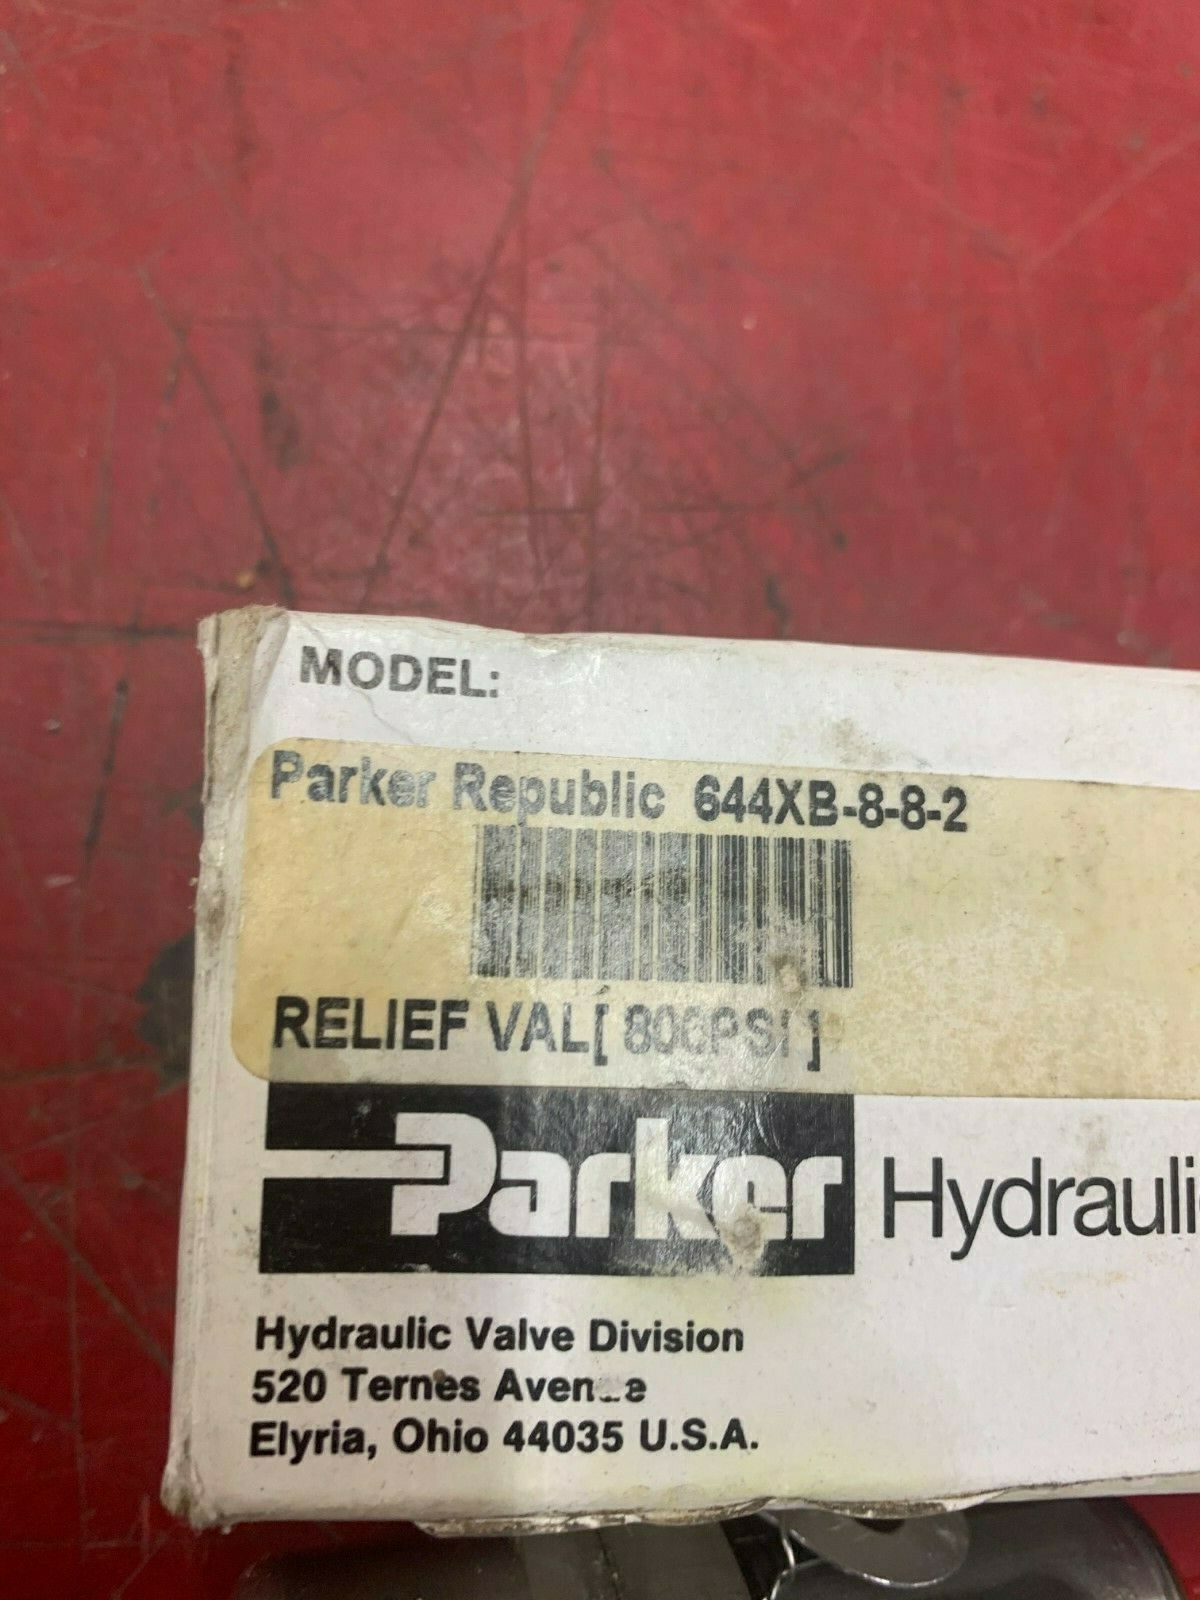 MODEL:
Parker Republic 644XB-8-8-2
RELIEF VAL[ 800PSI ]
Parker Hydraulic
Hydraulic Valve Division
520 Ternes Avenue
Elyria, Ohio 44035 U.S.A.